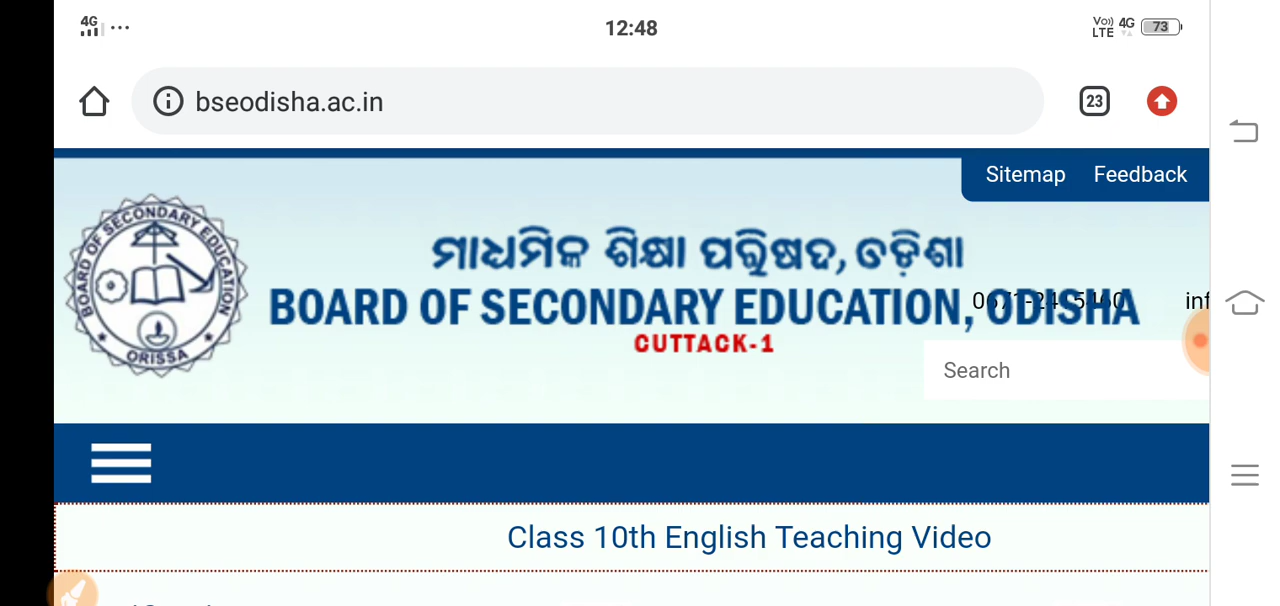 4G ... 12:48 Vo) LTE 4G 73
bseodisha.ac.in 23
Sitemap Feedback
BOARD OF SECONDARY EDUCATION
ORISSA
ମାଧ୍ୟମିକ ଶିକ୍ଷା ପରିଷଦ, ଓଡ଼ିଶା
BOARD OF SECONDARY EDUCATION, ODISHA
CUTTACK-1
Search
Class 10th English Teaching Video